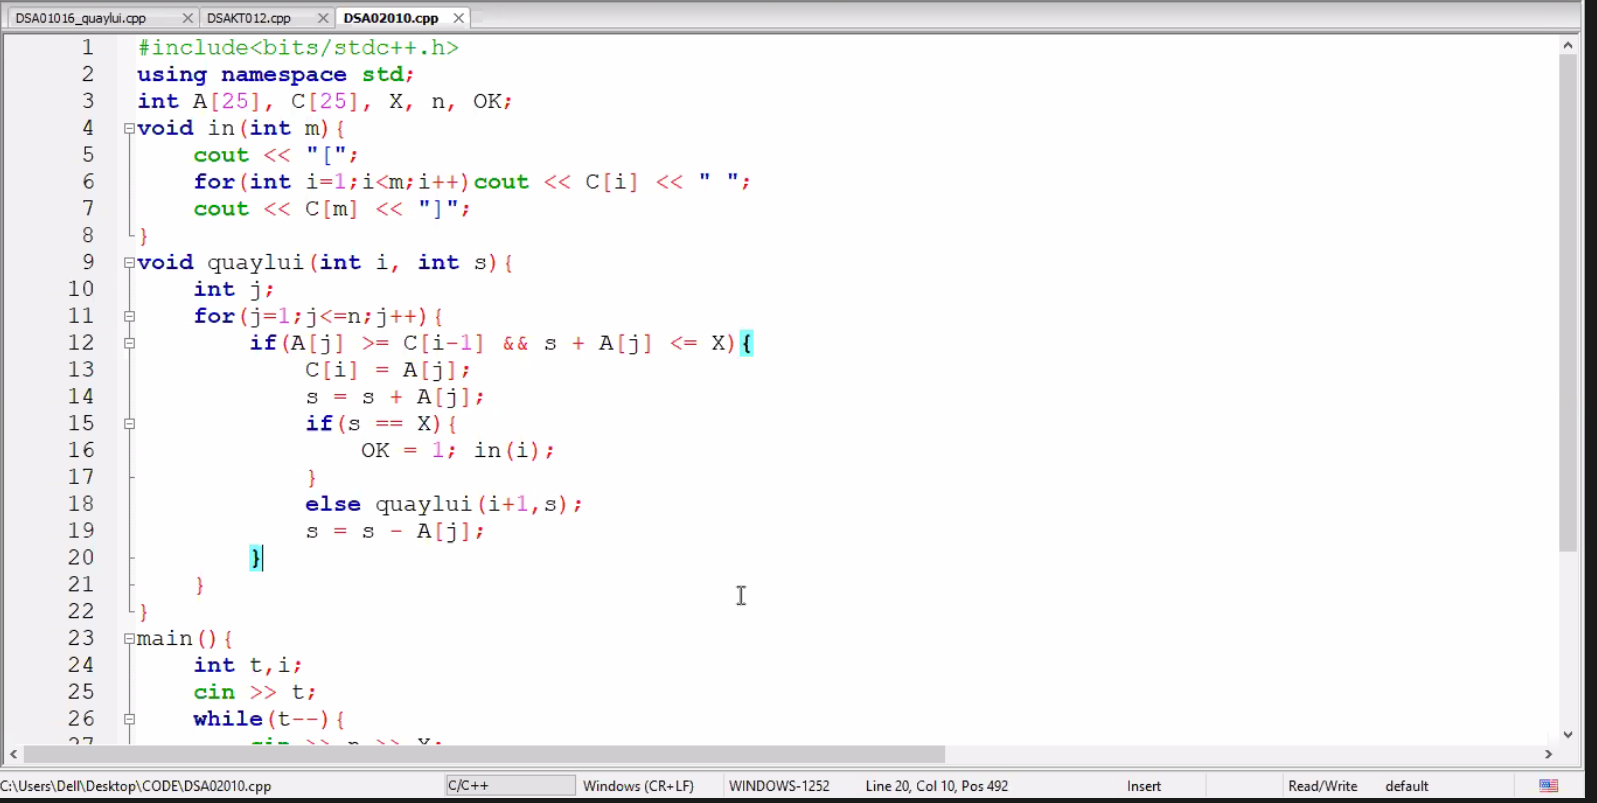 DSA01016_quaylui.cpp DSAKT012.cpp DSA02010.cpp
1 #include<bits/stdc++.h>
2 using namespace std;
3 int A[25], C[25], X, n, OK;
4 void in(int m){
5 cout << "[";
6 for(int i=1;i<m;i++)cout << C[i] << " ";
7 cout << C[m] << "]";
8 }
9 void quaylui(int i, int s){
10 int j;
11 for(j=1;j<=n;j++){
12 if(A[j] >= C[i-1] && s + A[j] <= X){
13 C[i] = A[j];
14 s = s + A[j];
15 if(s == X){
16 OK = 1; in(i);
17 }
18 else quaylui(i+1,s);
19 s = s - A[j];
20 }
21 }
22 }
23 main(){
24 int t,i;
25 cin >> t;
26 while(t--){
27 cin >> n >> X;
C:\Users\Dell\Desktop\CODE\DSA02010.cpp C/C++ Windows (CR+LF) WINDOWS-1252 Line 20, Col 10, Pos 492 Insert Read/Write default